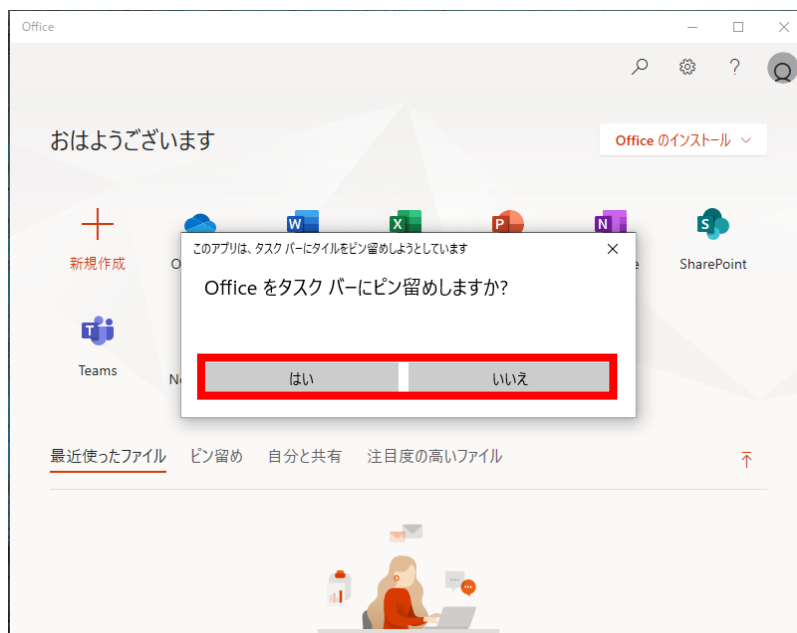 Office
おはようございます
Office のインストール
新規作成
SharePoint
Teams
このアプリは、タスク バーにタイルをピン留めしようとしています
Office をタスク バーにピン留めしますか?
はい
いいえ
最近使ったファイル
ピン留め
自分と共有
注目度の高いファイル